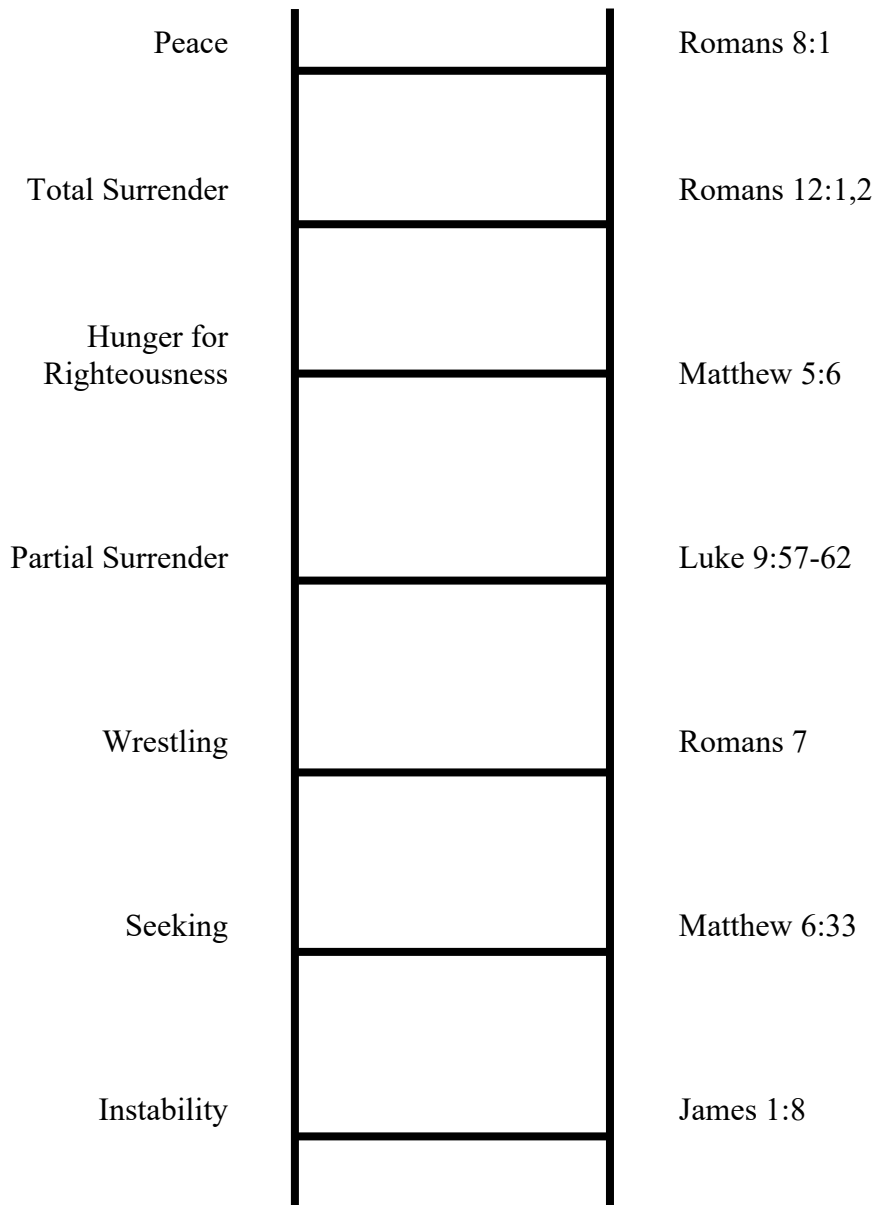 Peace Romans 8:1
Total Surrender Romans 12:1,2
Hunger for
Righteousness Matthew 5:6
Partial Surrender Luke 9:57-62
Wrestling Romans 7
Seeking Matthew 6:33
Instability James 1:8